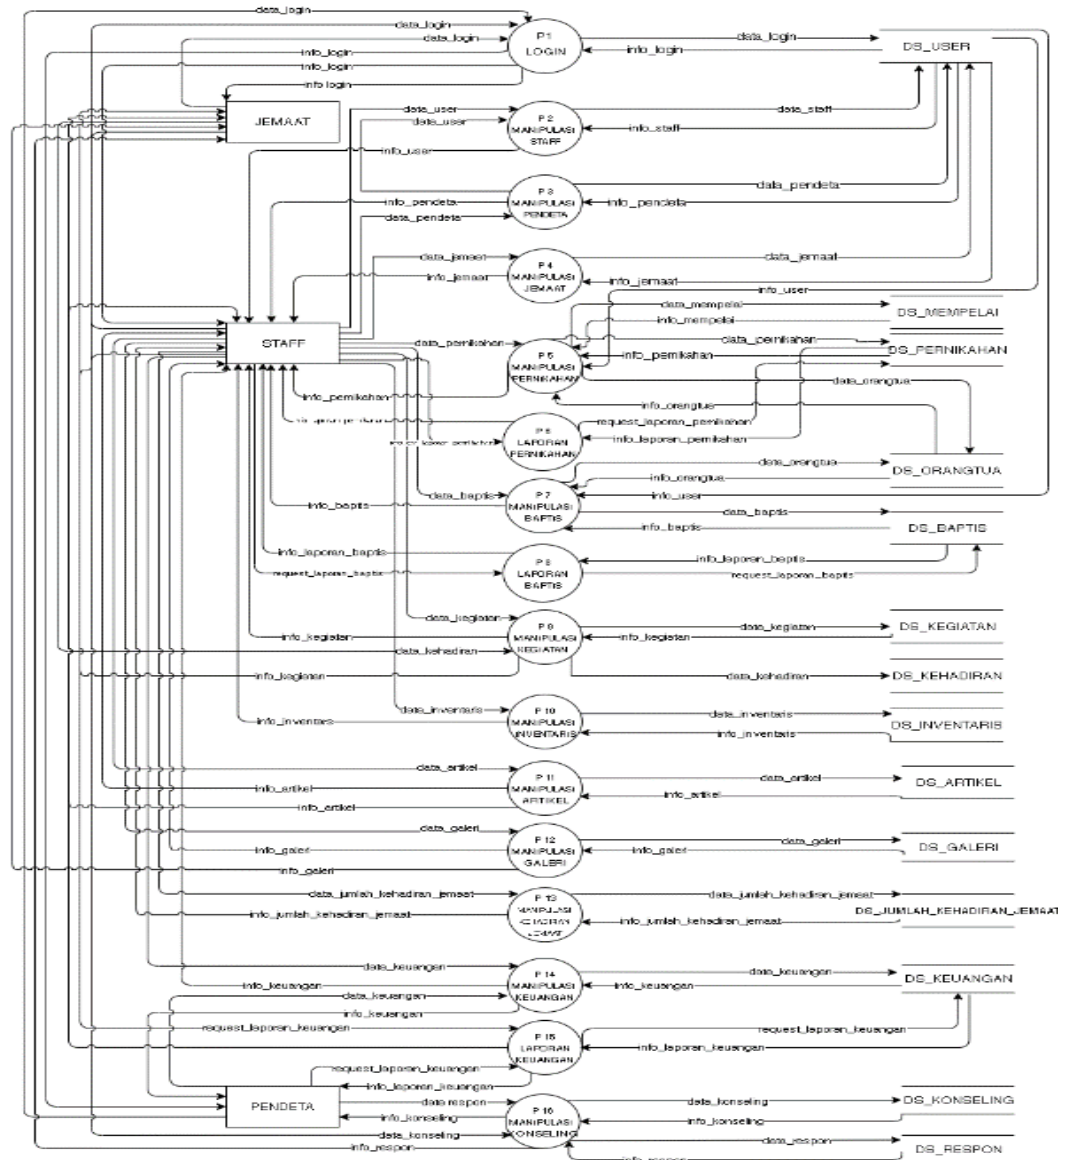 data_login
data_login
data_login
info_login
info_login
info login
P1
LOGIN
data_login
info_login
DS_USER
JEMAAT
data_user
data_user
info_user
P 2
MANIPULASI
STAFF
data_staff
info_staff
info_pendeta
data_pendeta
P 3
MANIPULASI
PENDETA
data_pendeta
info_pendeta
data_jemaat
info_jemaat
P 4
MANIPULASI
JEMAAT
data_jemaat
info_jemaat
info_user
STAFF
data_pernikahan
info_pernikahan
P 5
MANIPULASI
PERNIKAHAN
data_mempelai
info_mempelai
DS_MEMPELAI
data_pernikahan
info_pernikahan
DS_PERNIKAHAN
data_orangtua
info_orangtua
P 6
LAPORAN
PERNIKAHAN
request_laporan_pernikahan
info_laporan_pernikahan
data_orangtua
info_orangtua
DS_ORANGTUA
data_baptis
info_baptis
P 7
MANIPULASI
BAPTIS
info_user
data_baptis
info_baptis
DS_BAPTIS
info_laporan_baptis
request_laporan_baptis
P 8
LAPORAN
BAPTIS
info_laporan_baptis
request_laporan_baptis
data_kegiatan
info_kegiatan
data_kehadiran
info_kegiatan
P 9
MANIPULASI
KEGIATAN
data_kegiatan
info_kegiatan
DS_KEGIATAN
data_kehadiran
DS_KEHADIRAN
data_inventaris
info_inventaris
P 10
MANIPULASI
INVENTARIS
data_inventaris
info_inventaris
DS_INVENTARIS
data_artikel
info_artikel
info_artikel
P 11
MANIPULASI
ARTIKEL
data_artikel
info_artikel
DS_ARTIKEL
data_galeri
info_galeri
info_galeri
P 12
MANIPULASI
GALERI
data_galeri
info_galeri
DS_GALERI
data_jumlah_kehadiran_jemaat
info_jumlah_kehadiran_jemaat
P 13
MANIPULASI
KEHADIRAN
JEMAAT
data_jumlah_kehadiran_jemaat
info_jumlah_kehadiran_jemaat
DS_JUMLAH_KEHADIRAN_JEMAAT
data_keuangan
info_keuangan
data_keuangan
info_keuangan
P 14
MANIPULASI
KEUANGAN
data_keuangan
info_keuangan
DS_KEUANGAN
request_laporan_keuangan
request_laporan_keuangan
info_laporan_keuangan
P 15
LAPORAN
KEUANGAN
request_laporan_keuangan
info_laporan_keuangan
PENDETA
data respon
info_konseling
data_konseling
info_respon
P 16
MANIPULASI
KONSELING
data_konseling
info_konseling
DS_KONSELING
data_respon
info_respon
DS_RESPON